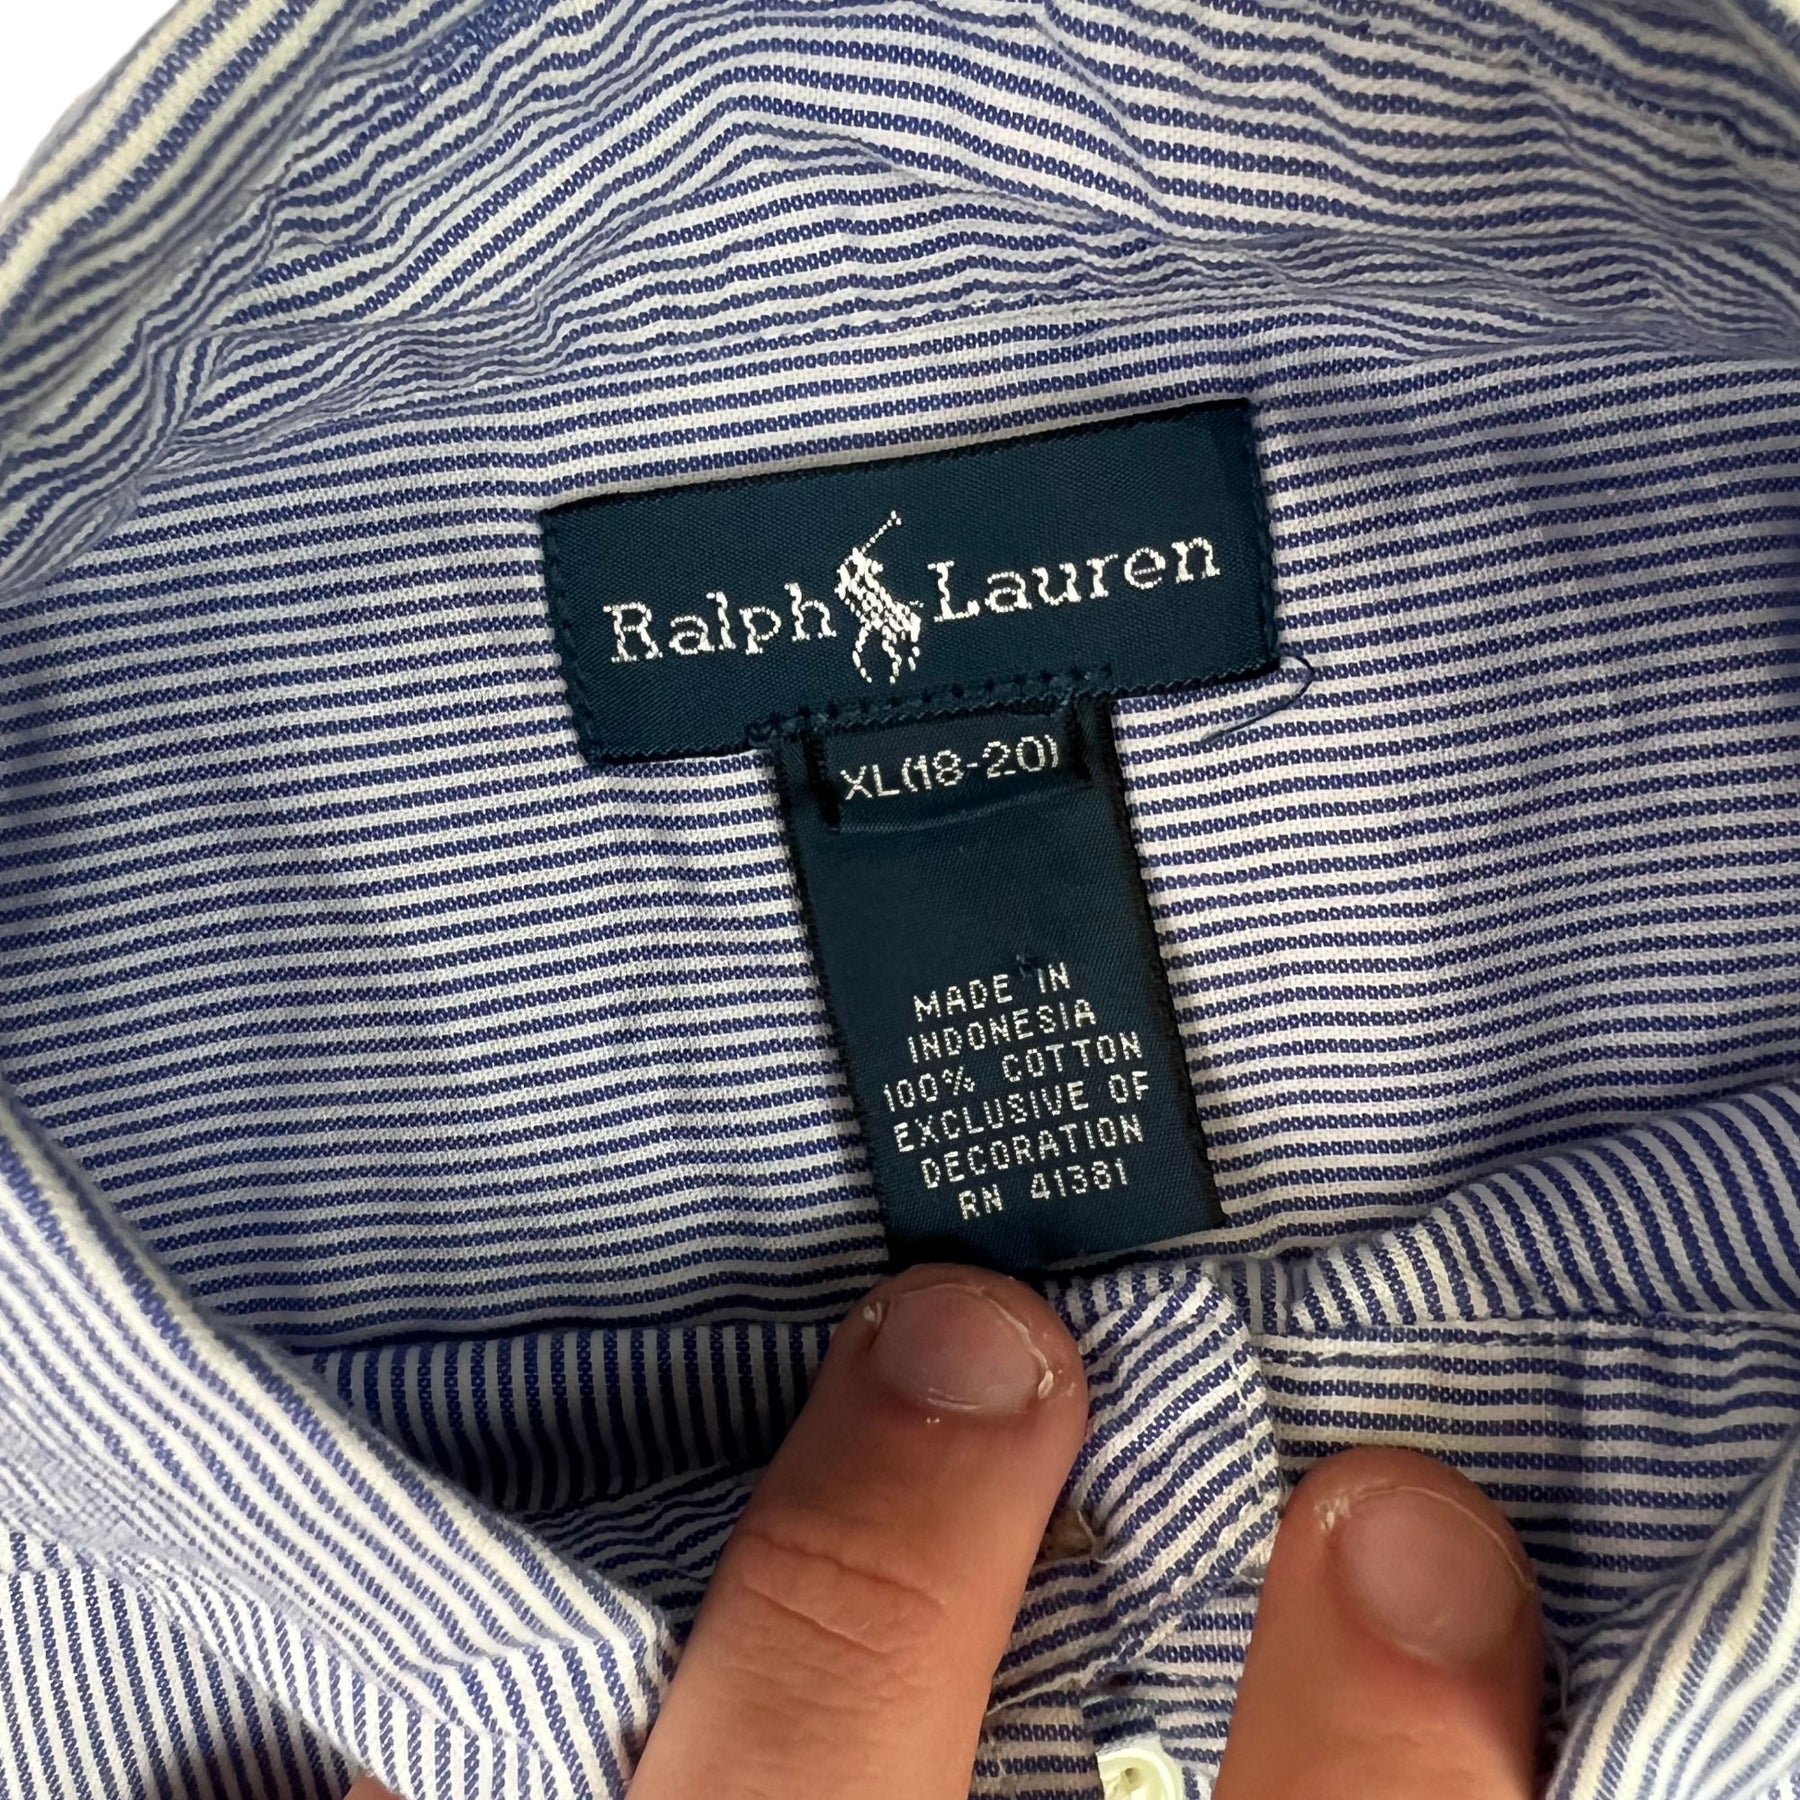 Ralph Lauren
XL(18-20)
MADE IN
INDONESIA
100% COTTON
EXCLUSIVE OF
DECORATION
RN 41381